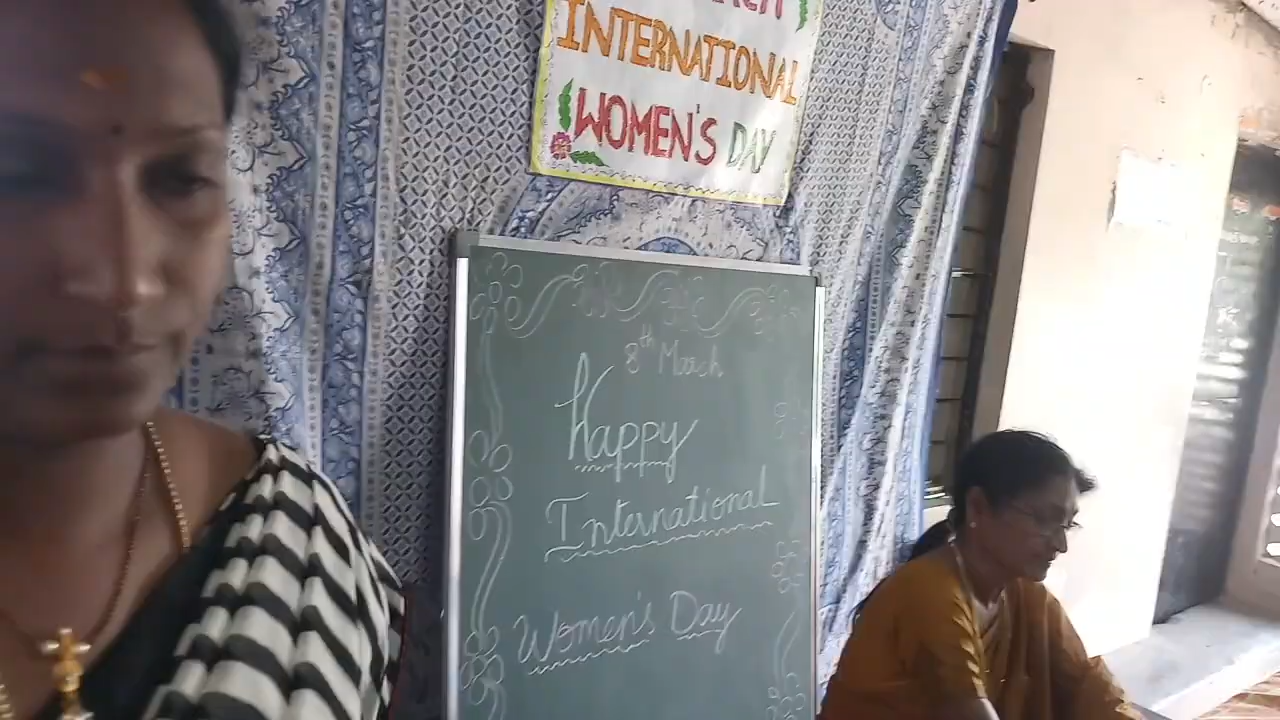 INTERNATIONAL
WOMEN'S DAY
8th March
Happy
International
Women's Day